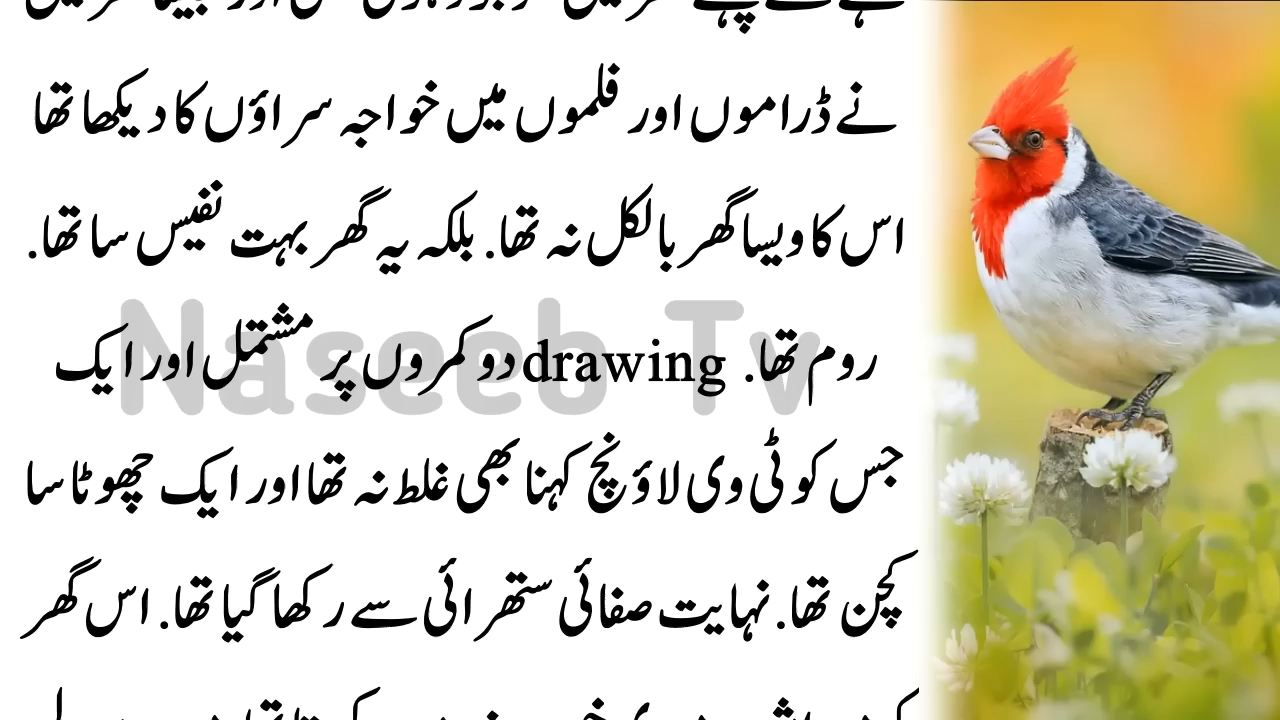 نے ڈراموں اور فلموں میں خواجہ سراؤں کا دیکھا تھا
اس کا ویسا گھر بالکل نہ تھا. بلکہ یہ گھر بہت نفیس سا تھا.
روم تھا. drawing دو کمروں پر مشتمل اور ایک
Naseeb Tv
جس کو ٹی وی لاؤنچ کہنا بھی غلط نہ تھا اور ایک چھوٹا سا
کچن تھا. نہایت صفائی ستھرائی سے رکھا گیا تھا. اس گھر